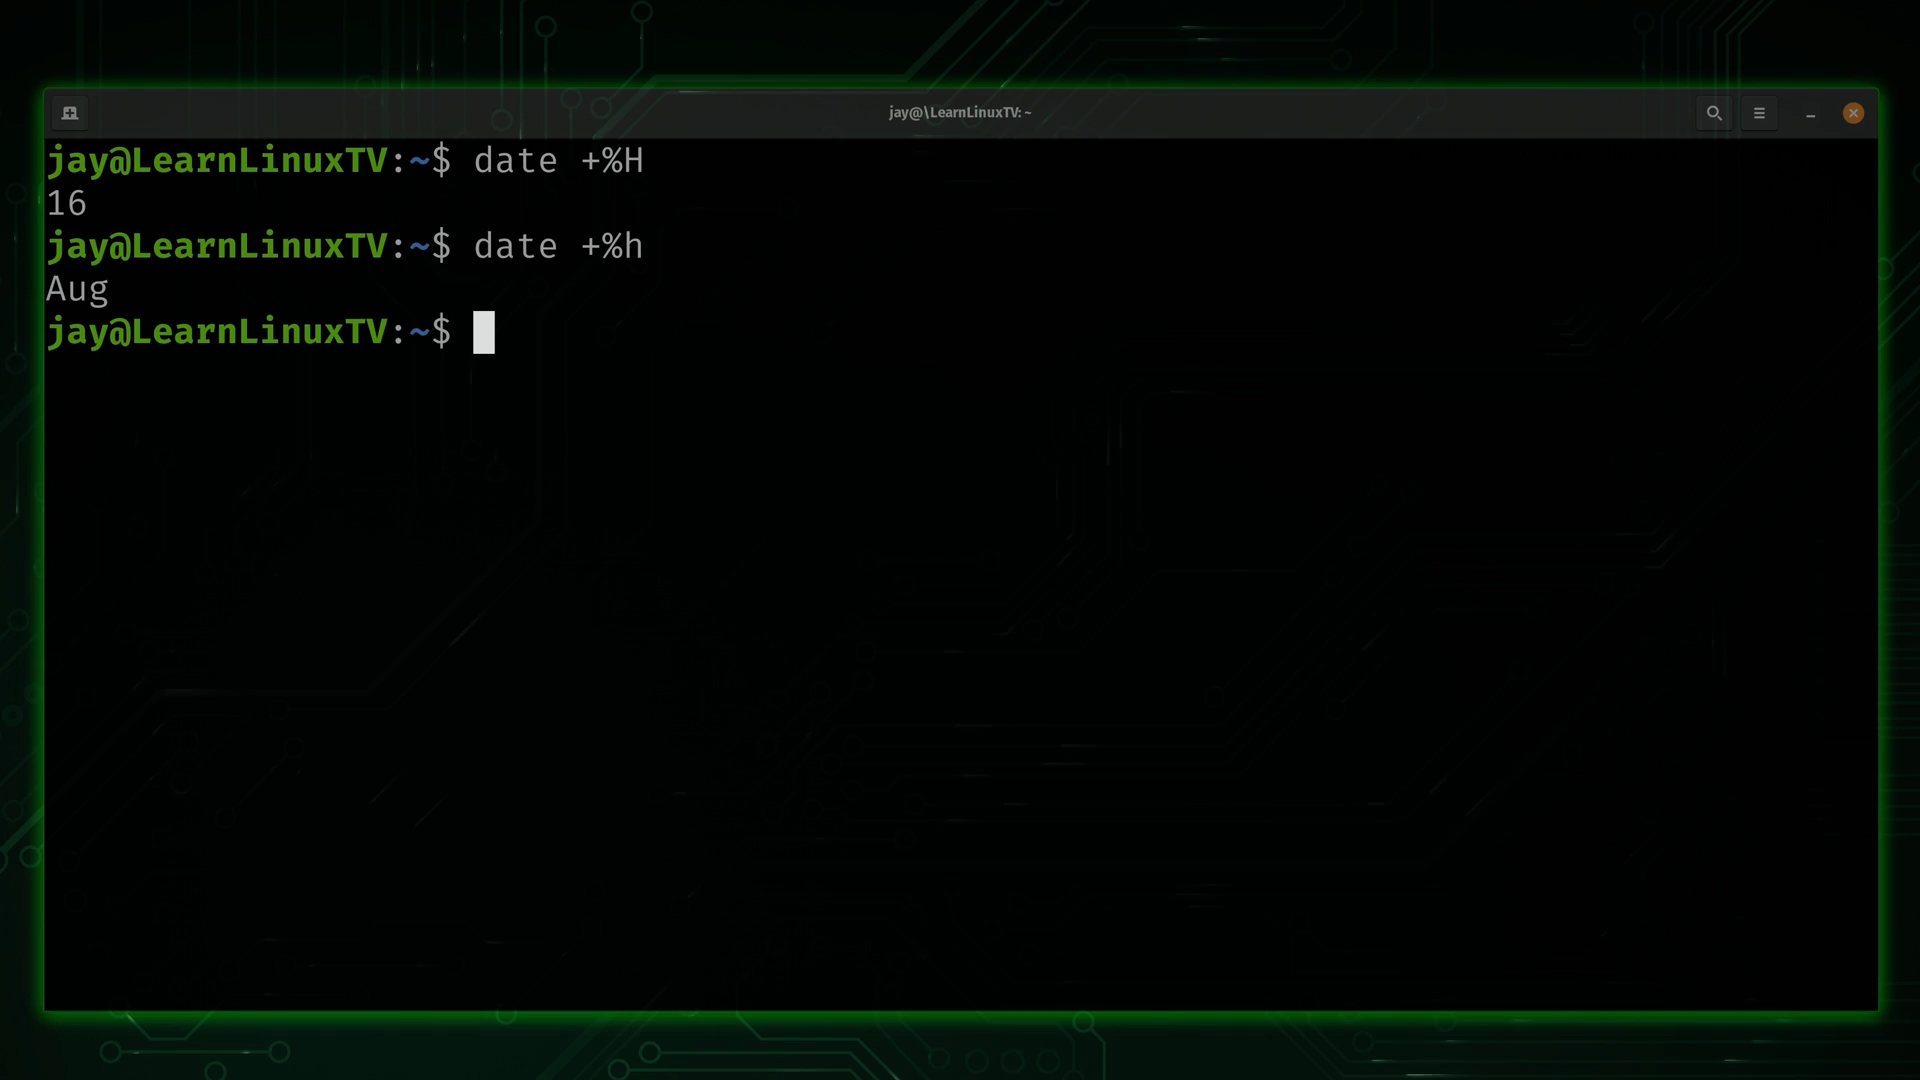 jay@\LearnLinuxTV: ~
jay@LearnLinuxTV:~$ date +%H
16
jay@LearnLinuxTV:~$ date +%h
Aug
jay@LearnLinuxTV:~$